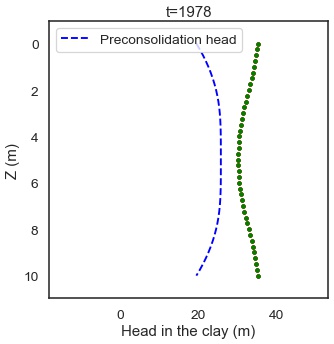 t=1978
Preconsolidation head
0
2
4
6
8
10
Z (m)
0
20
40
Head in the clay (m)